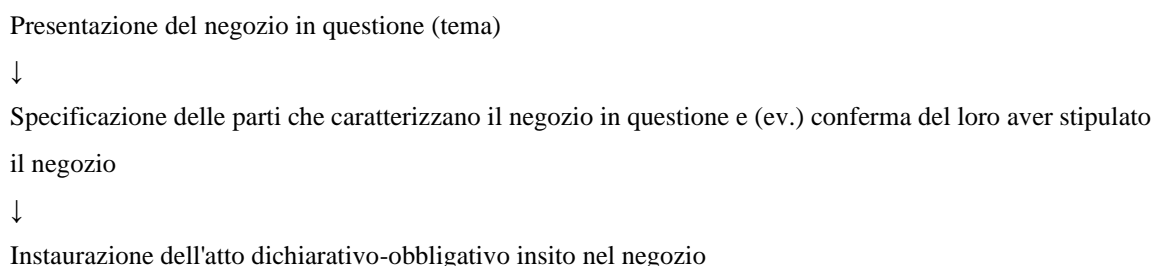 Presentazione del negozio in questione (tema)
↓
Specificazione delle parti che caratterizzano il negozio in questione e (ev.) conferma del loro aver stipulato
il negozio
↓
Instaurazione dell'atto dichiarativo-obbligativo insito nel negozio